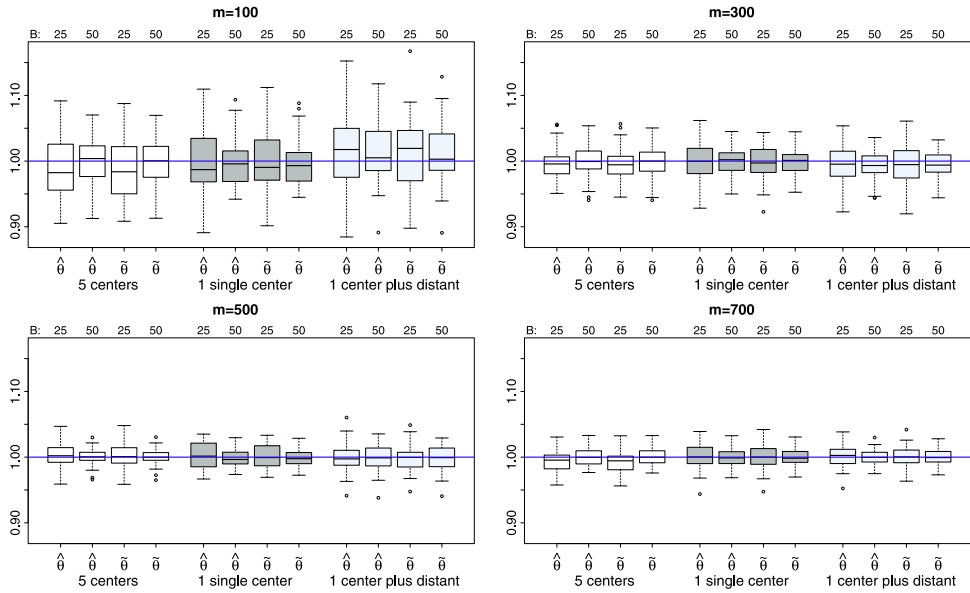 m=100
B: 25 50 25 50 25 50 25 50 25 50 25 50
0.90 1.00 1.10
θ̂ θ̂ θ̃ θ̃ θ̂ θ̂ θ̃ θ̃ θ̂ θ̂ θ̃ θ̃
5 centers 1 single center 1 center plus distant
m=300
B: 25 50 25 50 25 50 25 50 25 50 25 50
0.90 1.00 1.10
θ̂ θ̂ θ̃ θ̃ θ̂ θ̂ θ̃ θ̃ θ̂ θ̂ θ̃ θ̃
5 centers 1 single center 1 center plus distant
m=500
B: 25 50 25 50 25 50 25 50 25 50 25 50
0.90 1.00 1.10
θ̂ θ̂ θ̃ θ̃ θ̂ θ̂ θ̃ θ̃ θ̂ θ̂ θ̃ θ̃
5 centers 1 single center 1 center plus distant
m=700
B: 25 50 25 50 25 50 25 50 25 50 25 50
0.90 1.00 1.10
θ̂ θ̂ θ̃ θ̃ θ̂ θ̂ θ̃ θ̃ θ̂ θ̂ θ̃ θ̃
5 centers 1 single center 1 center plus distant